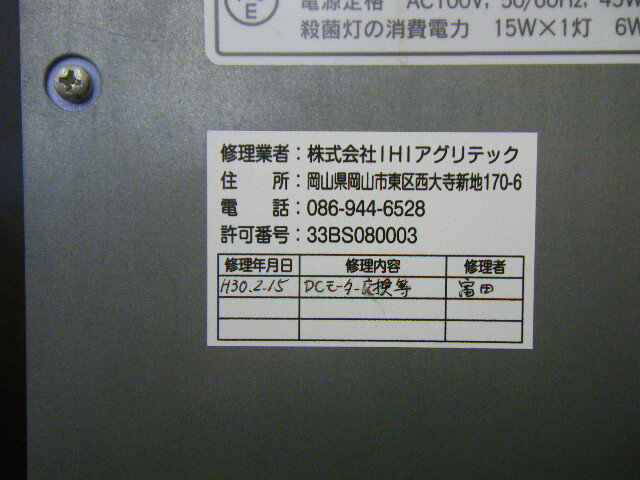 PSE
電源定格 AC100V, 50/60Hz, 45W
殺菌灯の消費電力 15W×1灯 6W
修理業者：株式会社IHIアグリテック
住 所：岡山県岡山市東区西大寺新地170-6
電 話：086-944-6528
許可番号：33BS080003
修理年月日 修理内容 修理者
H30.2.15 DCモーター交換等 富田